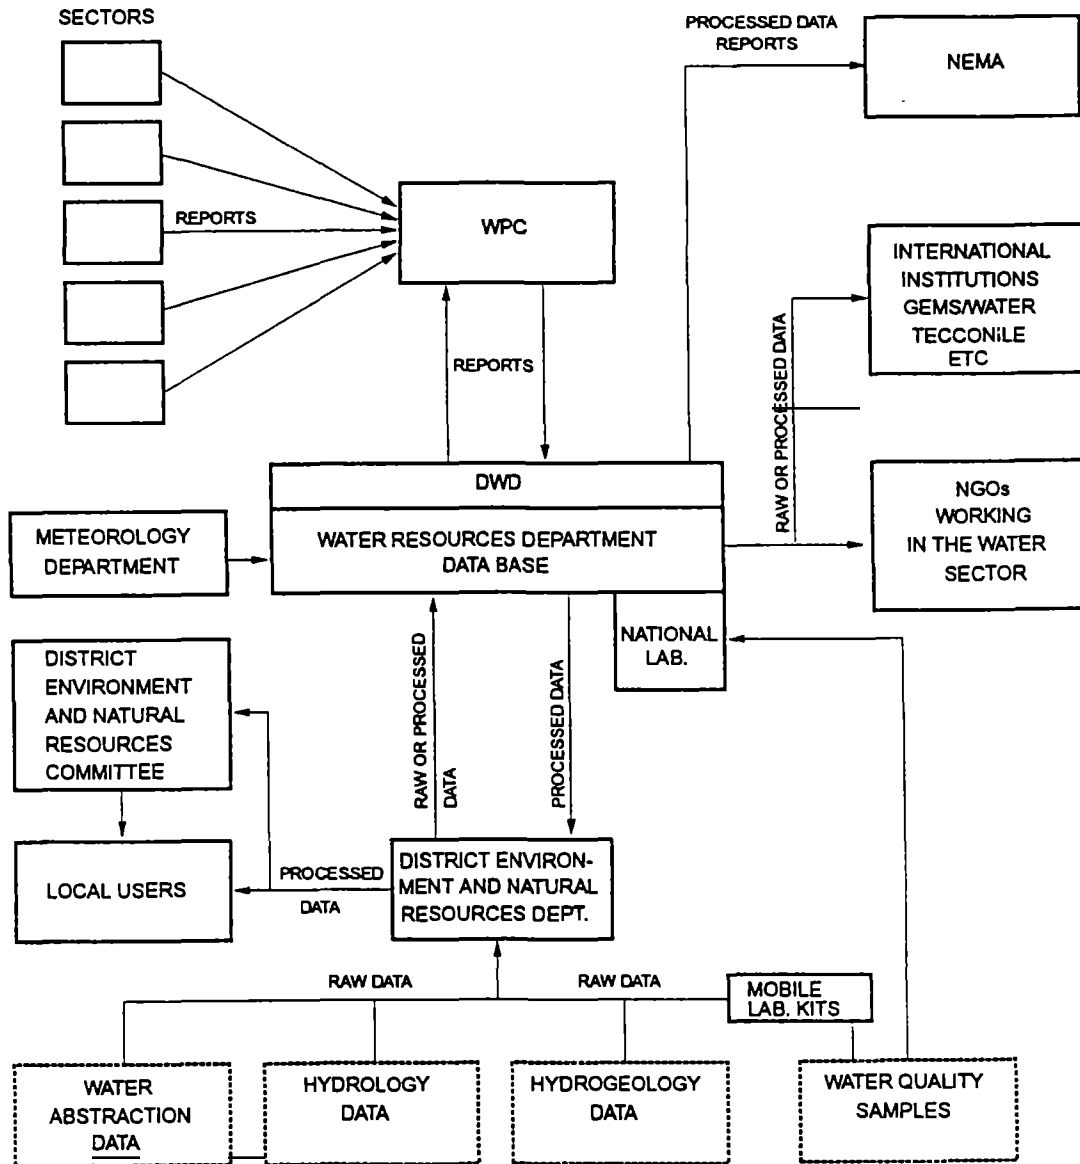 SECTORS
PROCESSED DATA
REPORTS
NEMA
REPORTS
WPC
INTERNATIONAL
INSTITUTIONS
GEMS/WATER
TECCONILE
ETC
REPORTS
RAW OR PROCESSED DATA
DWD
WATER RESOURCES DEPARTMENT
DATA BASE
METEOROLOGY
DEPARTMENT
NGOs
WORKING
IN THE WATER
SECTOR
NATIONAL
LAB.
DISTRICT
ENVIRONMENT
AND NATURAL
RESOURCES
COMMITTEE
RAW OR PROCESSED
DATA
PROCESSED DATA
LOCAL USERS
PROCESSED
DATA
DISTRICT ENVIRON-
MENT AND NATURAL
RESOURCES DEPT.
RAW DATA
RAW DATA
MOBILE
LAB. KITS
WATER
ABSTRACTION
DATA
HYDROLOGY
DATA
HYDROGEOLOGY
DATA
WATER QUALITY
SAMPLES